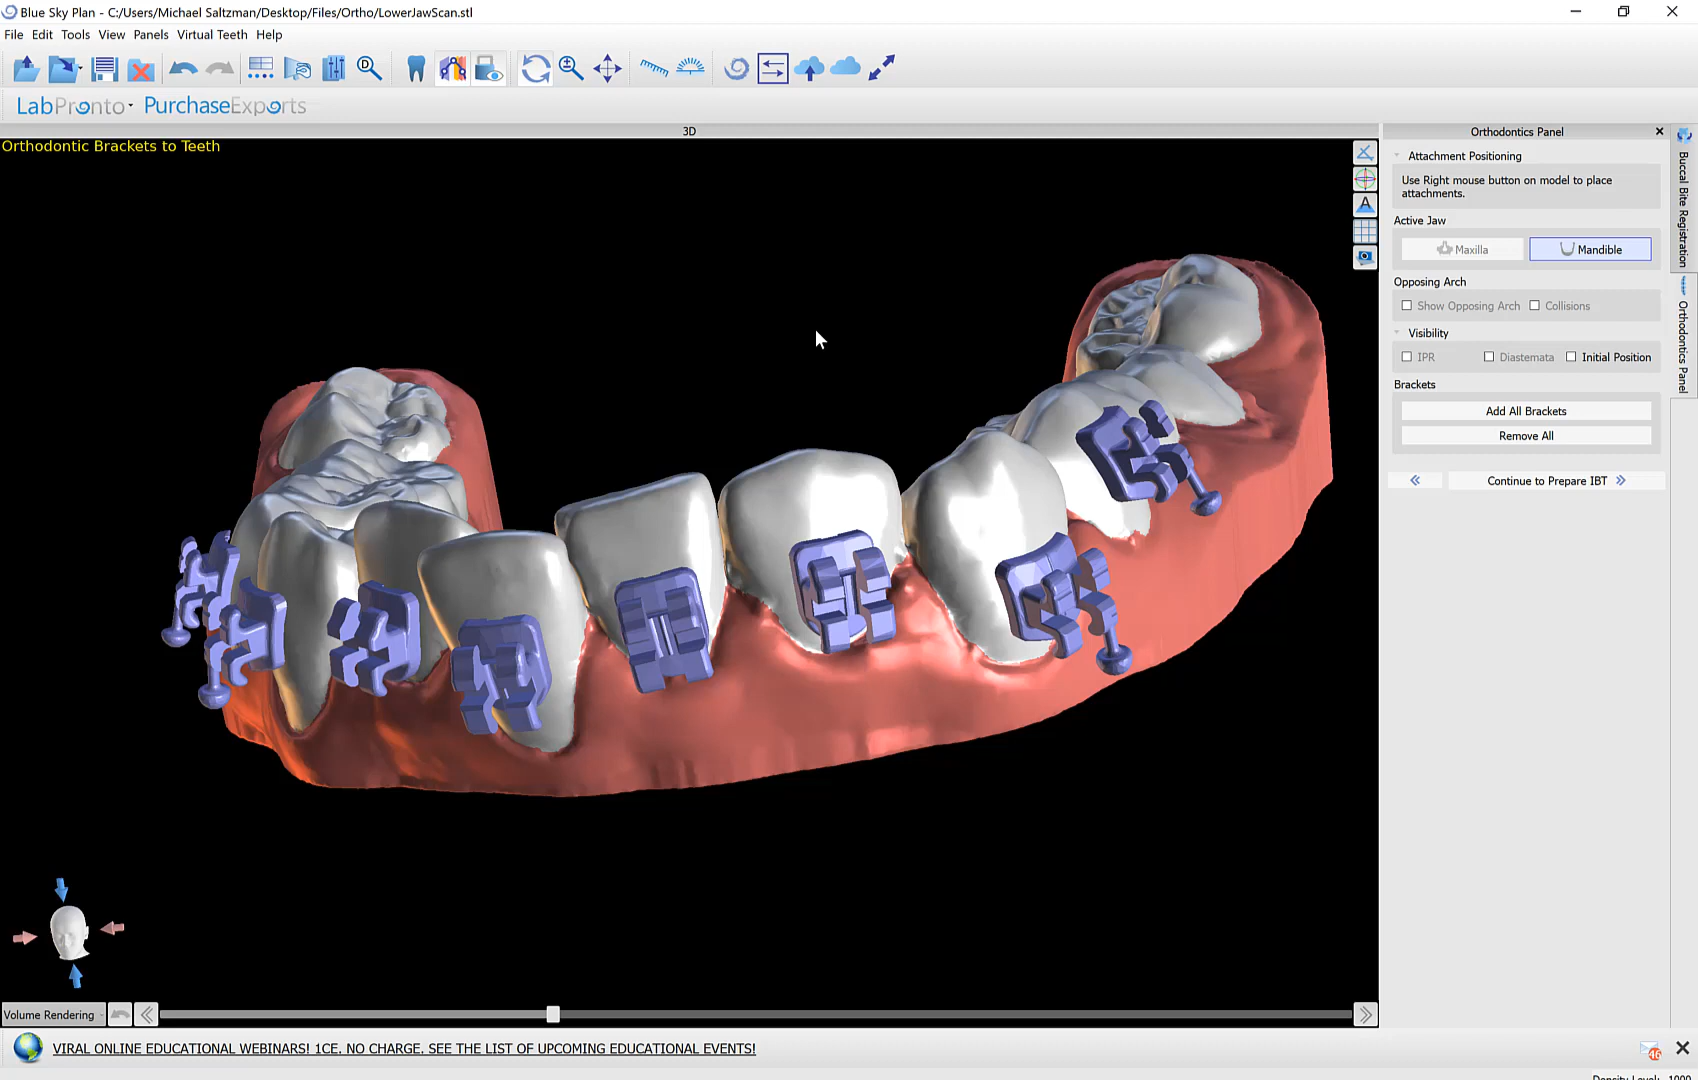 Blue Sky Plan - C:/Users/Michael Saltzman/Desktop/Files/Ortho/LowerJawScan.stl
File Edit Tools View Panels Virtual Teeth Help
D
LabPronto PurchaseExports
3D
Orthodontic Brackets to Teeth
A
Orthodontics Panel
Attachment Positioning
Use Right mouse button on model to place
attachments.
Active Jaw
Maxilla Mandible
Opposing Arch
Show Opposing Arch Collisions
Visibility
IPR Diastemata Initial Position
Brackets
Add All Brackets
Remove All
Continue to Prepare IBT
Buccal Bite Registration
Orthodontics Panel
Volume Rendering
VIRAL ONLINE EDUCATIONAL WEBINARS! 1CE. NO CHARGE. SEE THE LIST OF UPCOMING EDUCATIONAL EVENTS!
46
Density Level: 1000